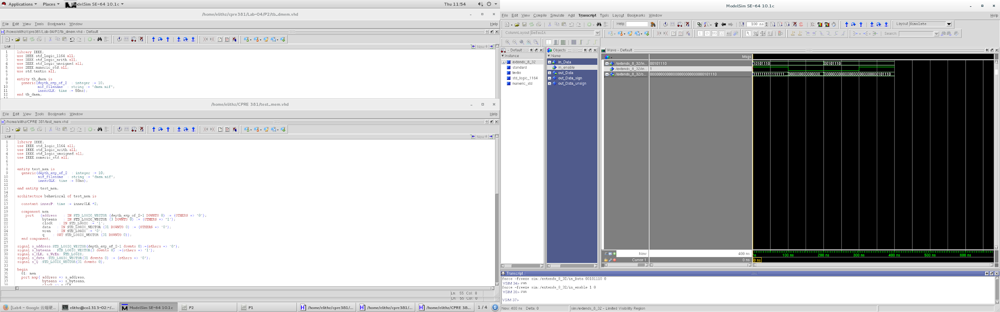 Applications Places ModelSim SE-64 10.1c Thu 11:54
/home/elithz/cpre381/Lab-04/P2/tb_dmem.vhd
File Edit View Tools Bookmarks Window Help
/home/elithz/cpre381/Lab-04/P2/tb_dmem.vhd - Default
Ln# Now
1 library IEEE;
2 use IEEE.std_logic_1164.all;
3 use IEEE.std_logic_arith.all;
4 use IEEE.std_logic_unsigned.all;
5 use IEEE.numeric_std.all;
6 use std.textio.all;
7
8 entity tb_dmem is
9 generic(depth_exp_of_2 : integer := 10;
10 mif_filename : string := "dmem.mif";
11 innerCLK: time := 50ns);
12 end tb_dmem;
/home/elithz/CPRE 381/test_mem.vhd
File Edit View Tools Bookmarks Window Help
/home/elithz/CPRE 381/test_mem.vhd
Ln# Now
1 library IEEE;
2 use IEEE.std_logic_1164.all;
3 use IEEE.std_logic_arith.all;
4 use IEEE.std_logic_unsigned.all;
5 use IEEE.numeric_std.all;
6
7
8 entity test_mem is
9 generic(depth_exp_of_2 : integer := 10;
10 mif_filename : string := "dmem.mif";
11 innerCLK: time := 50ns);
12
13 end entity test_mem;
14
15 architecture behavioral of test_mem is
16
17 constant innerP: time := innerCLK *2;
18
19 component mem
20 port (address : IN STD_LOGIC_VECTOR (depth_exp_of_2-1 DOWNTO 0) := (OTHERS => '0');
21 byteena : IN STD_LOGIC_VECTOR (3 DOWNTO 0) := (OTHERS => '1');
22 clock : IN STD_LOGIC := '1';
23 data : IN STD_LOGIC_VECTOR (31 DOWNTO 0) := (OTHERS => '0');
24 wren : IN STD_LOGIC := '0';
25 q : OUT STD_LOGIC_VECTOR (31 DOWNTO 0));
26 end component;
27
28 signal s_address:STD_LOGIC_VECTOR(depth_exp_of_2-1 downto 0):=(others => '0');
29 signal s_byteena : STD_LOGIC_VECTOR(3 downto 0) :=(others => '1');
30 signal s_CLK, s_WrEn: STD_LOGIC;
31 signal s_data :STD_LOGIC_VECTOR(31 downto 0) := (others => '0');
32 signal s_Q :STD_LOGIC_VECTOR(31 downto 0);
33
34 begin
35 G1: mem
36 port map( address => s_address,
37 byteena => s_byteena,
38 clock => s_CLK,
Ln: 55 Col: 0
Ln: 55 Col: 0
[Lab4 - Google 云端硬... elithz@co1313-02:~/... ModelSim SE-64 10.1c P2 P1 /home/elithz/cpre381/... /home/elithz/cpre381/... /home/elithz/CPRE 38... 1 / 4 1
ModelSim SE-64 10.1c
File Edit View Compile Simulate Add Transcript Tools Layout Bookmarks Window Help
Help 100 ns Layout Simulate
ColumnLayout Default Search:
- Default
Instance
extends_8_32
standard
textio
std_logic_1164
numeric_std
Objects
Name
in_Data
in_enable
out_Data
out_Data_sign
out_Data_unsign
Wave - Default
Msgs
/extends_8_32/in... 00101110 10101110 00101110
/extends_8_32/in... 1
/extends_8_32/o... 00000000000000000000000000101110
Now 400 ns ns 100 ns 200 ns 300 ns 400 ns 500 ns 600 ns
Cursor 1 0 ns 0 ns
Transcript
force -freeze sim:/extends_8_32/in_Data 00101110 0
VSIM 34> run
force -freeze sim:/extends_8_32/in_enable 1 0
VSIM 36> run
VSIM 37>
Now: 400 ns Delta: 0 sim:/extends_8_32 - Limited Visibility Region